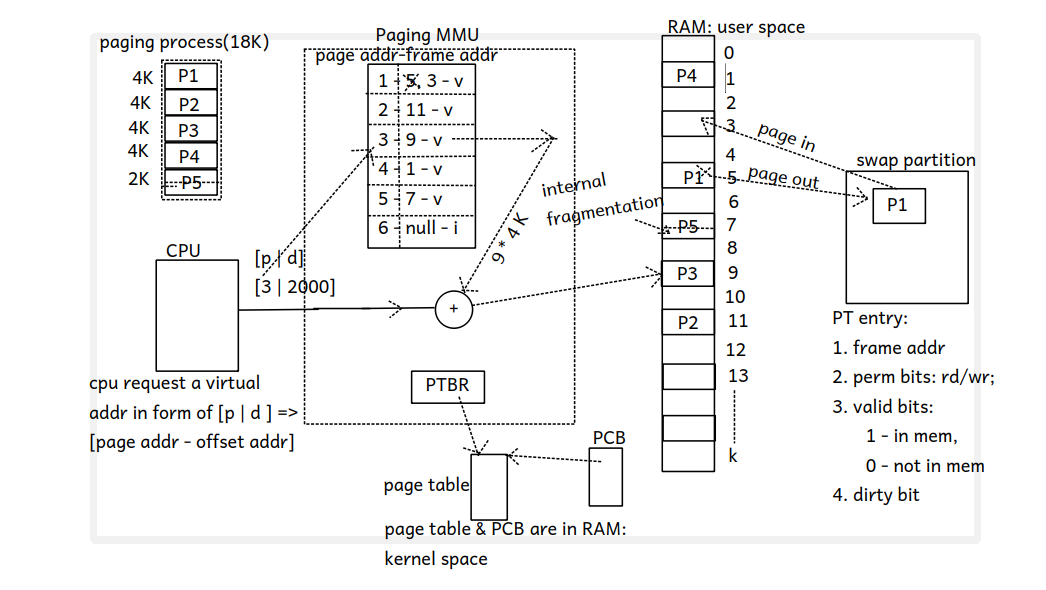 paging process(18K)
4K P1
4K P2
4K P3
4K P4
2K P5
Paging MMU
page addr-frame addr
1 - 5, 3 - v
2 - 11 - v
3 - 9 - v
4 - 1 - v
5 - 7 - v
6 - null - i
CPU
[p | d]
[3 | 2000]
cpu request a virtual
addr in form of [p | d ] =>
[page addr - offset addr]
9 * 4 K
+
PTBR
internal
fragmentation
page table
PCB
page table & PCB are in RAM:
kernel space
RAM: user space
0
P4 1
2
3
4
P1 5
6
P5 7
8
P3 9
10
P2 11
12
13
k
page in
page out
swap partition
P1
PT entry:
1. frame addr
2. perm bits: rd/wr;
3. valid bits:
1 - in mem,
0 - not in mem
4. dirty bit